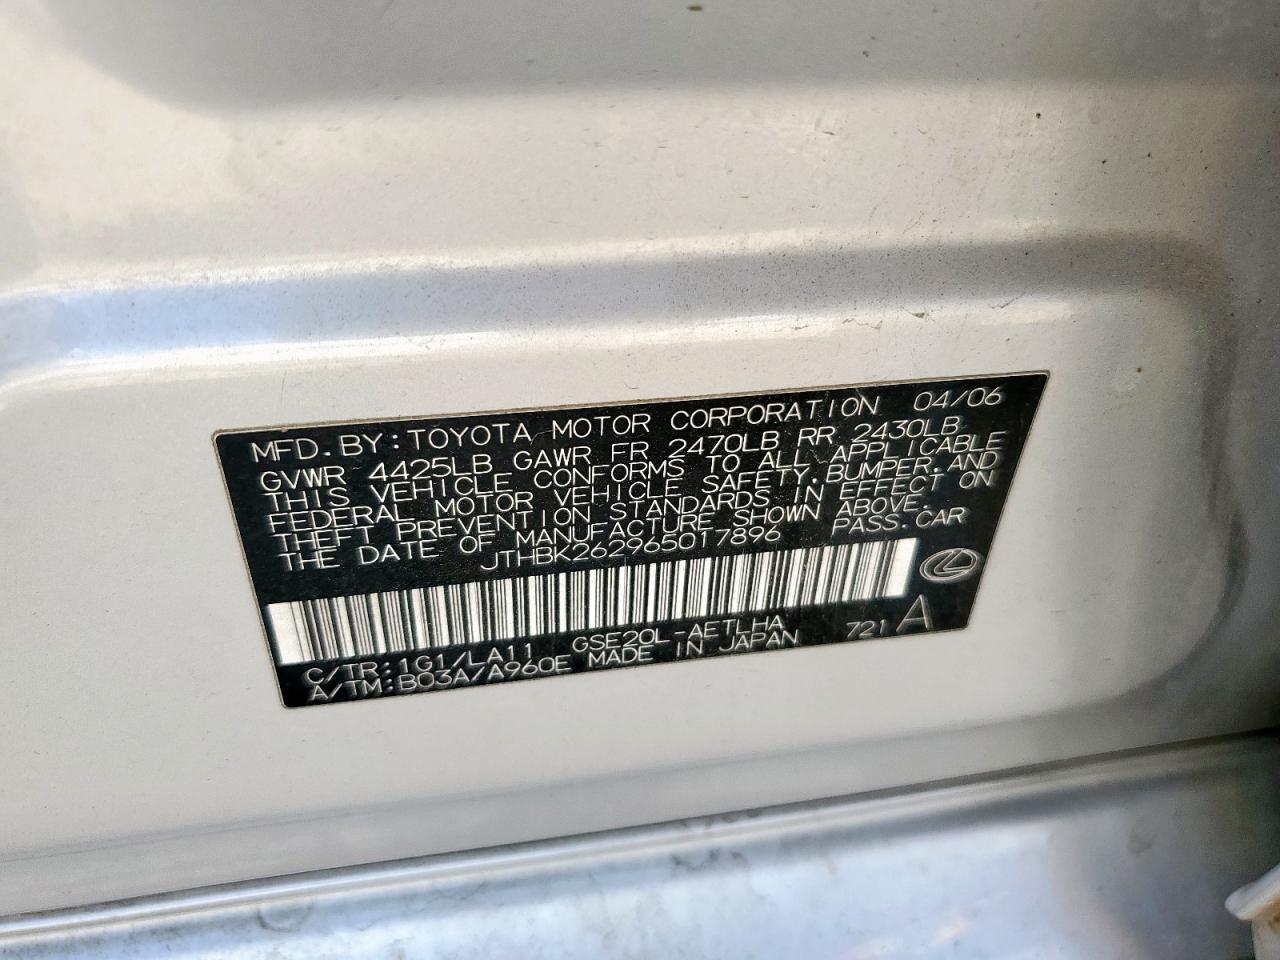 MFD.BY:TOYOTA MOTOR CORPORATION 04/06
GVWR 4425LB GAWR FR 2470LB RR 2430LB
THIS VEHICLE CONFORMS TO ALL APPLICABLE
FEDERAL MOTOR VEHICLE SAFETY,BUMPER,AND
THEFT PREVENTION STANDARDS IN EFFECT ON
THE DATE OF MANUFACTURE SHOWN ABOVE.
JTHBK262965017896 PASS.CAR
C/TR:1G1/LA11 GSE20L-AETLHA 721 A
A/TM:B03A/A960E MADE IN JAPAN